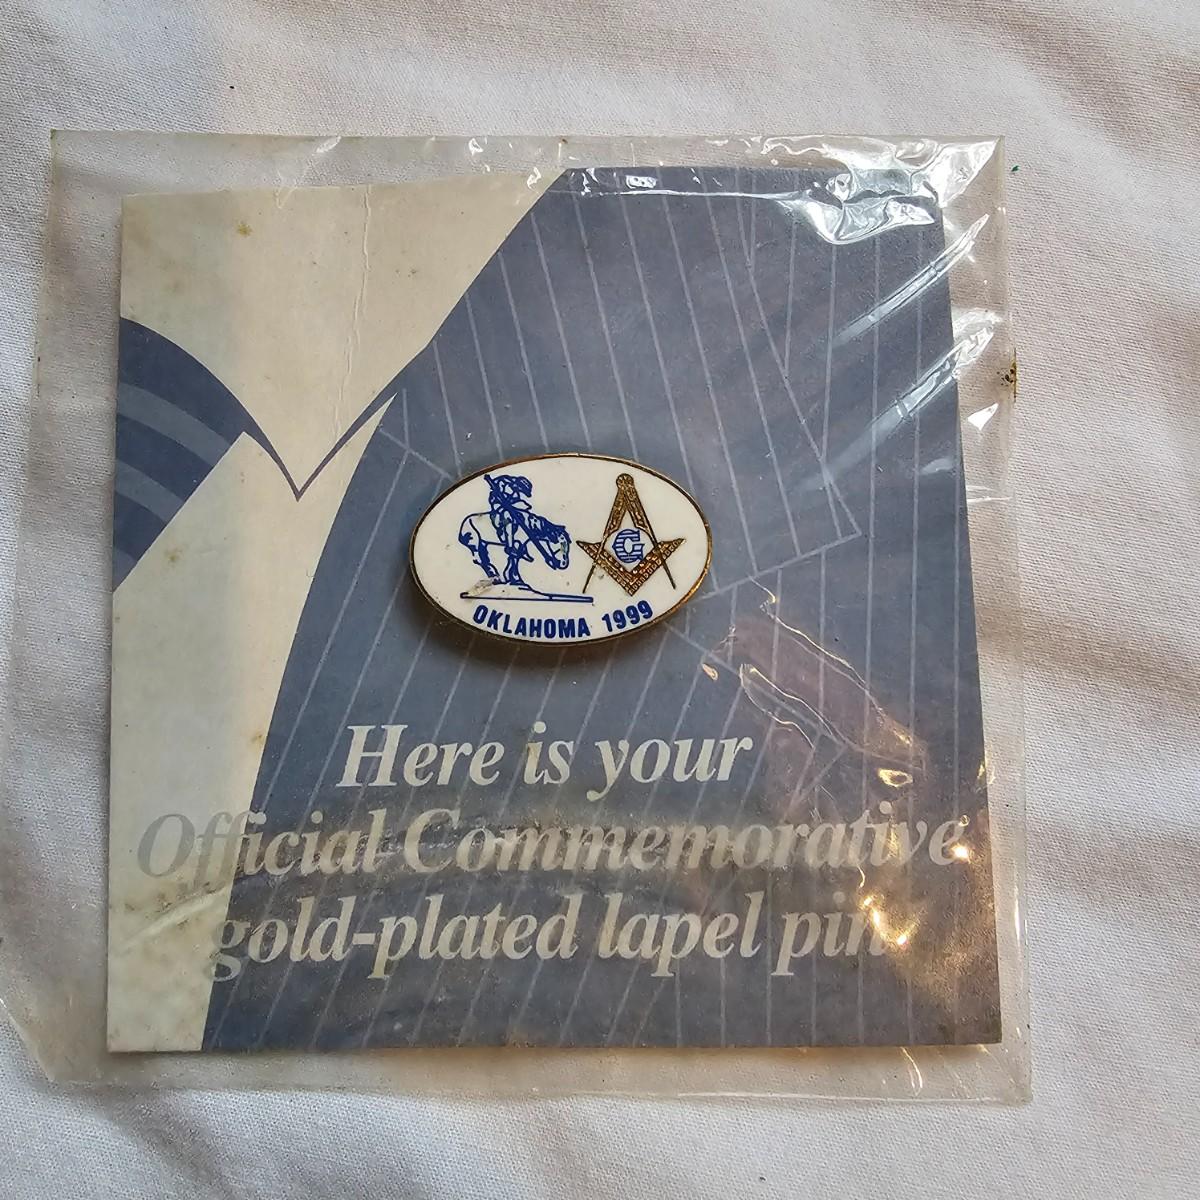 G
OKLAHOMA 1999
Here is your
Official Commemorative
gold-plated lapel pin